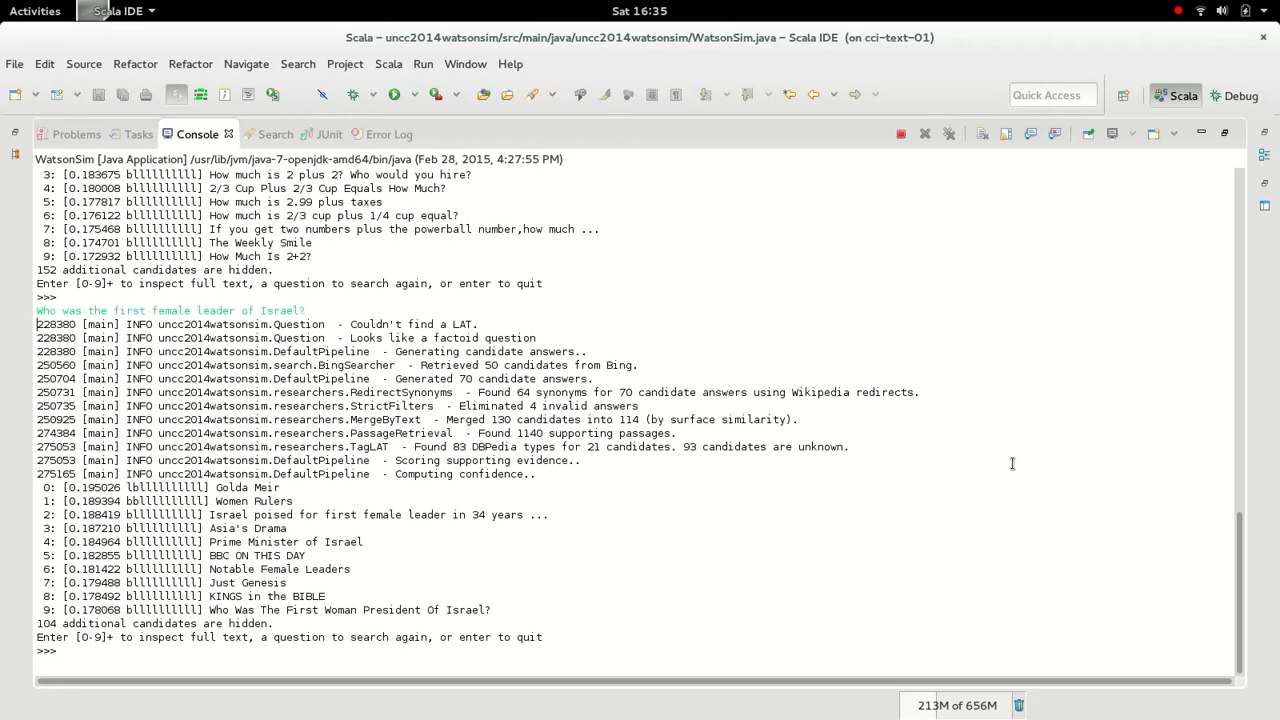 Activities Scala IDE Sat 16:35
Scala – uncc2014watsonsim/src/main/java/uncc2014watsonsim/WatsonSim.java – Scala IDE (on cci-text-01)
File Edit Source Refactor Refactor Navigate Search Project Scala Run Window Help
Quick Access Scala Debug
Problems Tasks Console Search JUnit Error Log
WatsonSim [Java Application] /usr/lib/jvm/java-7-openjdk-amd64/bin/java (Feb 28, 2015, 4:27:55 PM)
3: [0.183675 bllllllllll] How much is 2 plus 2? Who would you hire?
4: [0.180008 bllllllllll] 2/3 Cup Plus 2/3 Cup Equals How Much?
5: [0.177817 bllllllllll] How much is 2.99 plus taxes
6: [0.176122 bllllllllll] How much is 2/3 cup plus 1/4 cup equal?
7: [0.175468 bllllllllll] If you get two numbers plus the powerball number,how much ...
8: [0.174701 bllllllllll] The Weekly Smile
9: [0.172932 bllllllllll] How Much Is 2+2?
152 additional candidates are hidden.
Enter [0-9]+ to inspect full text, a question to search again, or enter to quit
>>>
Who was the first female leader of Israel?
228380 [main] INFO uncc2014watsonsim.Question - Couldn't find a LAT.
228380 [main] INFO uncc2014watsonsim.Question - Looks like a factoid question
228380 [main] INFO uncc2014watsonsim.DefaultPipeline - Generating candidate answers..
250560 [main] INFO uncc2014watsonsim.search.BingSearcher - Retrieved 50 candidates from Bing.
250704 [main] INFO uncc2014watsonsim.DefaultPipeline - Generated 70 candidate answers.
250731 [main] INFO uncc2014watsonsim.researchers.RedirectSynonyms - Found 64 synonyms for 70 candidate answers using Wikipedia redirects.
250735 [main] INFO uncc2014watsonsim.researchers.StrictFilters - Eliminated 4 invalid answers
250925 [main] INFO uncc2014watsonsim.researchers.MergeByText - Merged 130 candidates into 114 (by surface similarity).
274384 [main] INFO uncc2014watsonsim.researchers.PassageRetrieval - Found 1140 supporting passages.
275053 [main] INFO uncc2014watsonsim.researchers.TagLAT - Found 83 DBPedia types for 21 candidates. 93 candidates are unknown.
275053 [main] INFO uncc2014watsonsim.DefaultPipeline - Scoring supporting evidence..
275165 [main] INFO uncc2014watsonsim.DefaultPipeline - Computing confidence..
0: [0.195026 lbllllllllll] Golda Meir
1: [0.189394 bbllllllllll] Women Rulers
2: [0.188419 bllllllllll] Israel poised for first female leader in 34 years ...
3: [0.187210 bllllllllll] Asia's Drama
4: [0.184964 bllllllllll] Prime Minister of Israel
5: [0.182855 bllllllllll] BBC ON THIS DAY
6: [0.181422 bllllllllll] Notable Female Leaders
7: [0.179488 bllllllllll] Just Genesis
8: [0.178492 bllllllllll] KINGS in the BIBLE
9: [0.178068 bllllllllll] Who Was The First Woman President Of Israel?
104 additional candidates are hidden.
Enter [0-9]+ to inspect full text, a question to search again, or enter to quit
>>>
213M of 656M